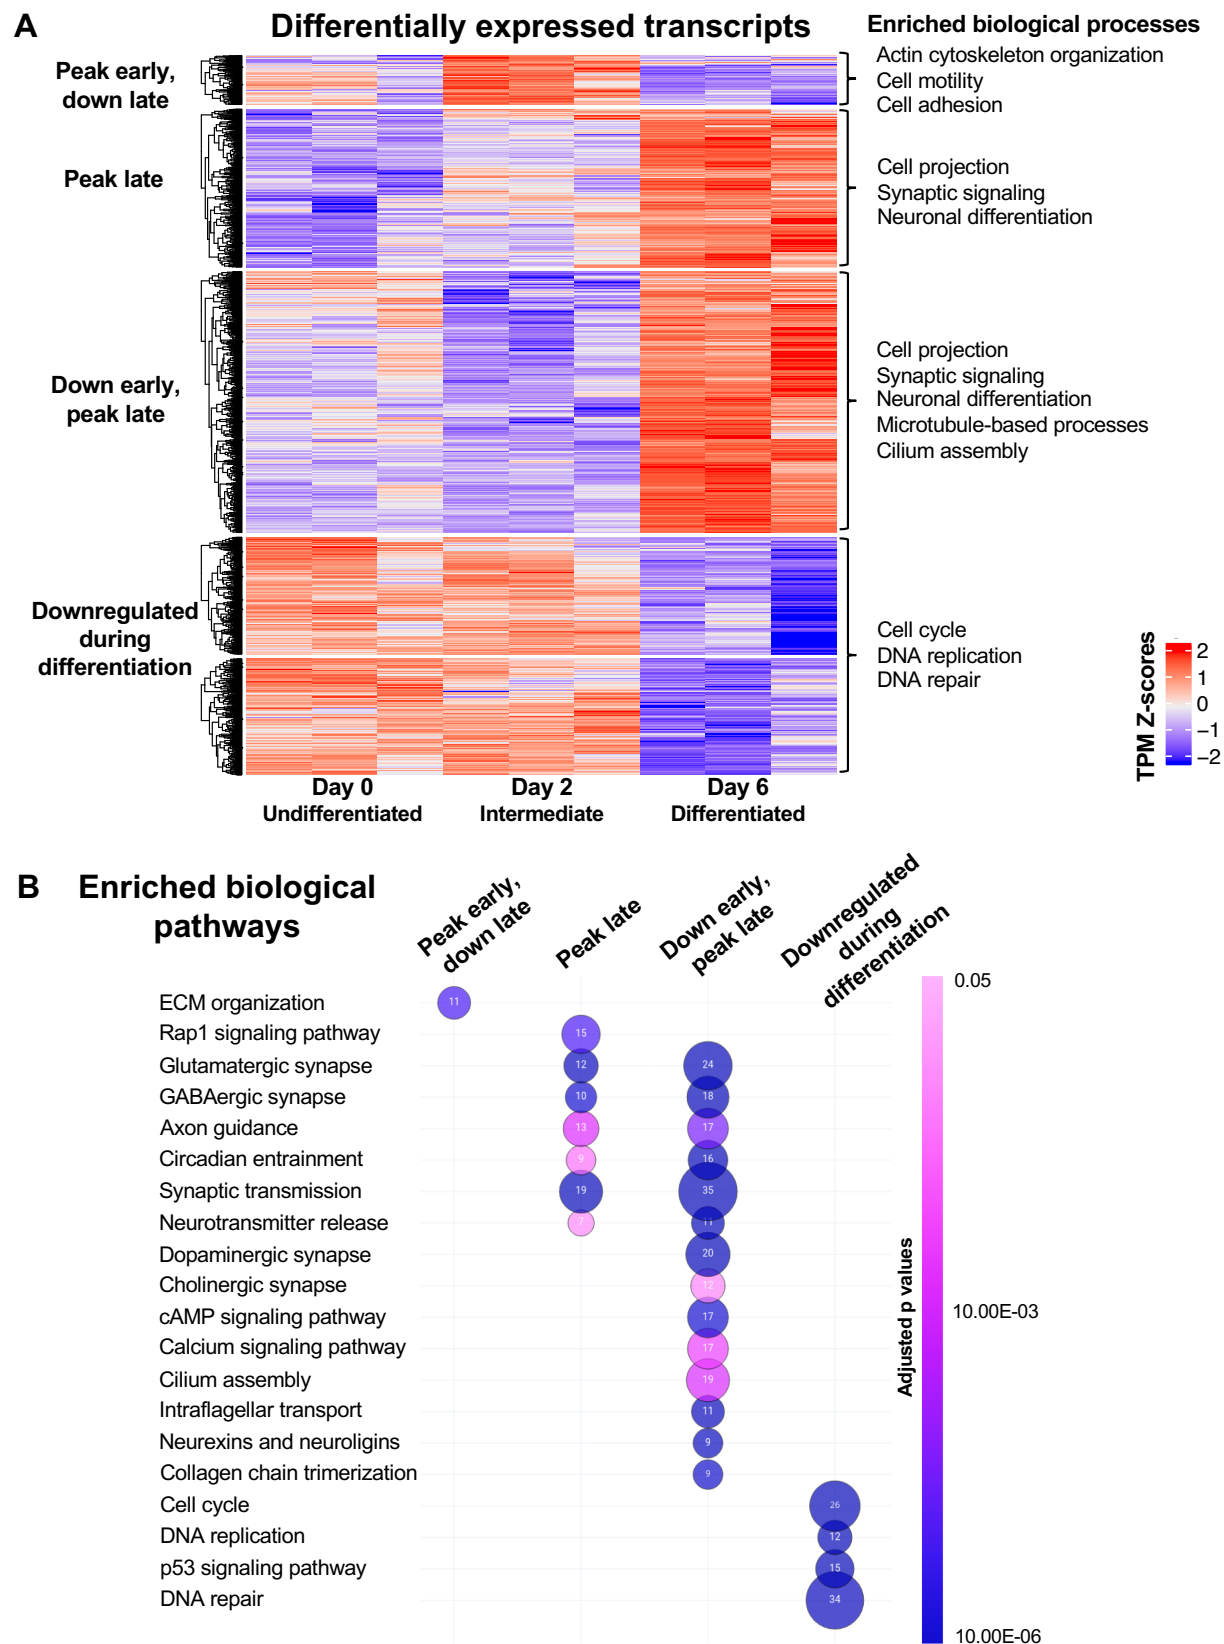 A
Differentially expressed transcripts
Enriched biological processes
Peak early,
down late
Actin cytoskeleton organization
Cell motility
Cell adhesion
Peak late
Cell projection
Synaptic signaling
Neuronal differentiation
Down early,
peak late
Cell projection
Synaptic signaling
Neuronal differentiation
Microtubule-based processes
Cilium assembly
Downregulated
during
differentiation
Cell cycle
DNA replication
DNA repair
TPM Z-scores
2
1
0
−1
−2
Day 0
Undifferentiated
Day 2
Intermediate
Day 6
Differentiated
B
Enriched biological
pathways
Peak early,
down late
Peak late
Down early,
peak late
Downregulated
during
differentiation
ECM organization 11
Rap1 signaling pathway 15
Glutamatergic synapse 12 24
GABAergic synapse 10 18
Axon guidance 13 17
Circadian entrainment 9 16
Synaptic transmission 19 35
Neurotransmitter release 7 11
Dopaminergic synapse 20
Cholinergic synapse 12
cAMP signaling pathway 17
Calcium signaling pathway 17
Cilium assembly 19
Intraflagellar transport 11
Neurexins and neuroligins 9
Collagen chain trimerization 9
Cell cycle 26
DNA replication 12
p53 signaling pathway 15
DNA repair 34
Adjusted p values
0.05
10.00E-03
10.00E-06